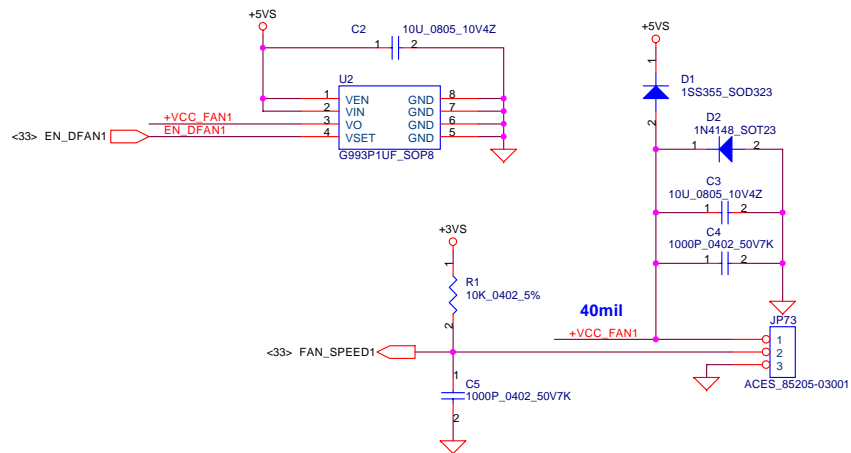 +5VS
C2
10U_0805_10V4Z
1 2
U2
1 VEN GND 8
2 VIN GND 7
3 VO GND 6
4 VSET GND 5
+VCC_FAN1
EN_DFAN1
<33> EN_DFAN1
G993P1UF_SOP8
+5VS
1
D1
1SS355_SOD323
2
D2
1N4148_SOT23
1 2
C3
10U_0805_10V4Z
1 2
C4
1000P_0402_50V7K
1 2
+3VS
1
R1
10K_0402_5%
2
40mil
+VCC_FAN1
<33> FAN_SPEED1
JP73
1
2
3
ACES_85205-03001
1
C5
1000P_0402_50V7K
2